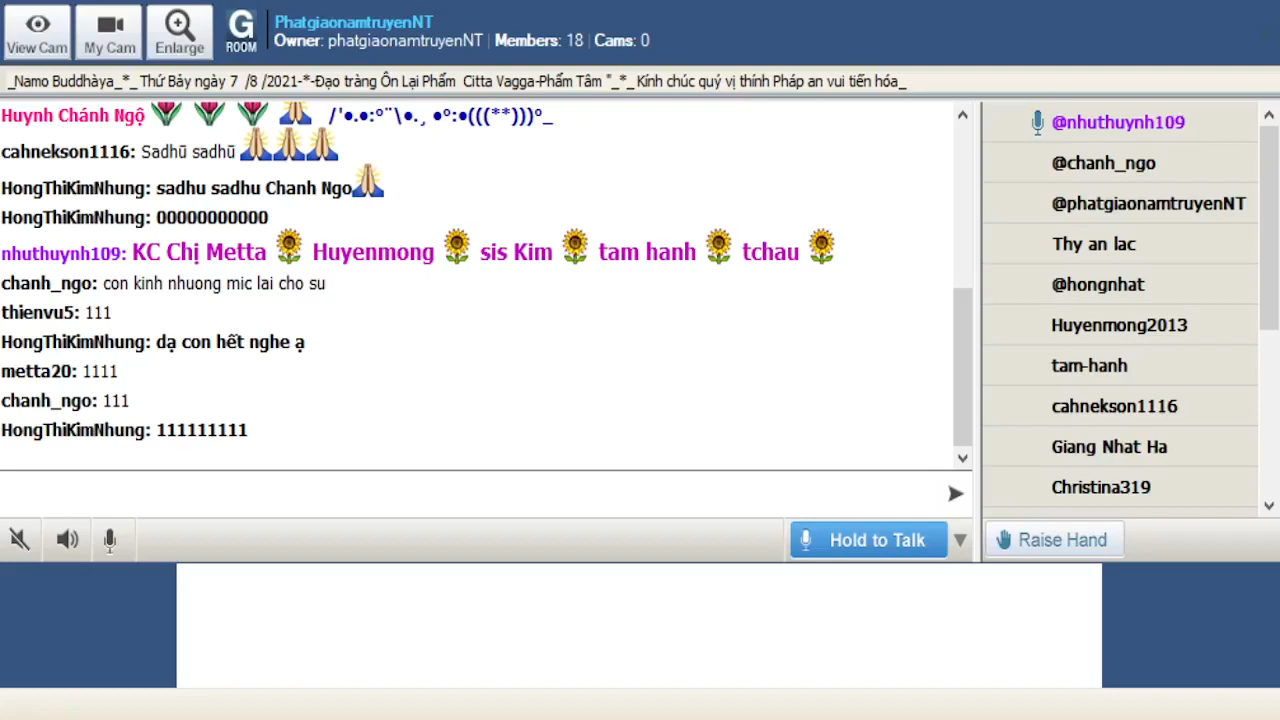 View Cam
My Cam
Enlarge
G
ROOM
PhatgiaonamtruyenNT
Owner: phatgiaonamtruyenNT | Members: 18 | Cams: 0
_Namo Buddhàya_*_Thứ Bảy ngày 7 /8 /2021-*-Đạo tràng Ôn Lại Phẩm Citta Vagga-Phẩm Tâm "_*_Kính chúc quý vị thính Pháp an vui tiến hóa_
Huynh Chánh Ngộ /'•.•:°¨\•.¸ •°:•(((**)))°_
cahnekson1116: Sadhū sadhū
HongThiKimNhung: sadhu sadhu Chanh Ngo
HongThiKimNhung: 00000000000
nhuthuynh109: KC Chị Metta Huyenmong sis Kim tam hanh tchau
chanh_ngo: con kinh nhuong mic lai cho su
thienvu5: 111
HongThiKimNhung: dạ con hết nghe ạ
metta20: 1111
chanh_ngo: 111
HongThiKimNhung: 111111111
@nhuthuynh109
@chanh_ngo
@phatgiaonamtruyenNT
Thy an lac
@hongnhat
Huyenmong2013
tam-hanh
cahnekson1116
Giang Nhat Ha
Christina319
Hold to Talk
Raise Hand